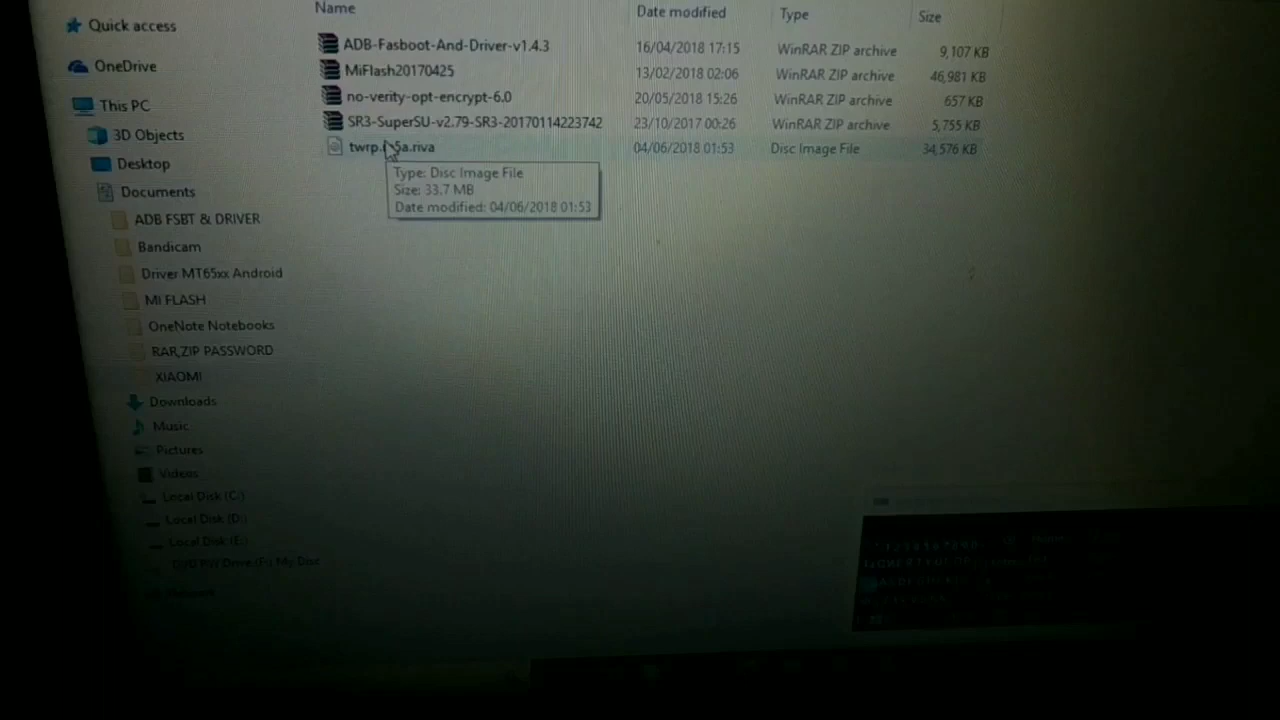 Name Date modified Type Size
Quick access
OneDrive
This PC
3D Objects
Desktop
Documents
ADB FSBT & DRIVER
Bandicam
Driver MT65xx Android
MI FLASH
OneNote Notebooks
RAR,ZIP PASSWORD
XIAOMI
Downloads
Music
Pictures
Videos
Local Disk (C:)
Local Disk (D:)
Local Disk (E:)
DVD RW Drive (F:) My Disc
ADB-Fasboot-And-Driver-v1.4.3 16/04/2018 17:15 WinRAR ZIP archive 9,107 KB
MiFlash20170425 13/02/2018 02:06 WinRAR ZIP archive 46,981 KB
no-verity-opt-encrypt-6.0 20/05/2018 15:26 WinRAR ZIP archive 657 KB
SR3-SuperSU-v2.79-SR3-20170114223742 23/10/2017 00:26 WinRAR ZIP archive 5,755 KB
04/06/2018 01:53 Disc Image File 34,576 KB
Type: Disc Image File
Size: 33.7 MB
Date modified: 04/06/2018 01:53